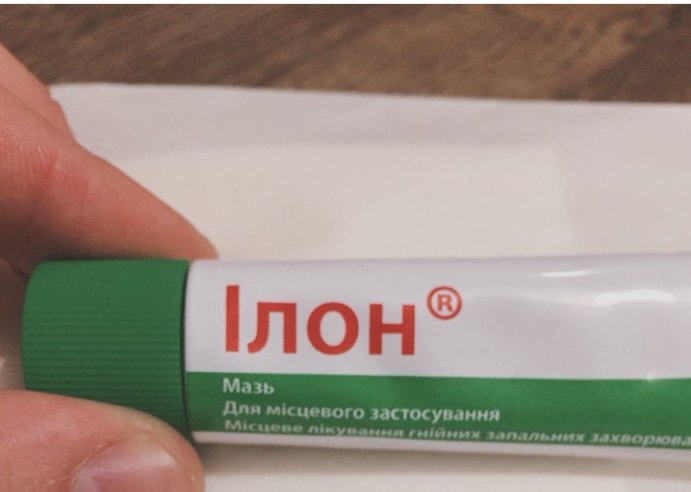 Ілон®
Мазь
Для місцевого застосування
Місцеве лікування гнійних запальних